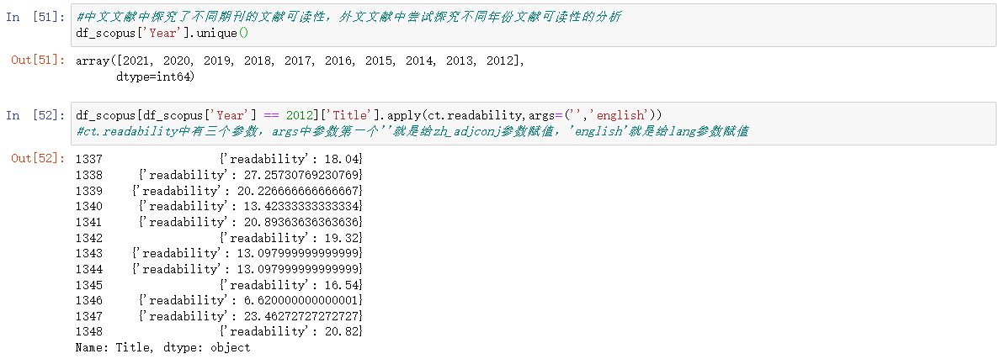 In [51]: #中文文献中探究了不同期刊的文献可读性，外文文献中尝试探究不同年份文献可读性的分析
df_scopus['Year'].unique()
Out[51]: array([2021, 2020, 2019, 2018, 2017, 2016, 2015, 2014, 2013, 2012],
dtype=int64)
In [52]: df_scopus[df_scopus['Year'] == 2012]['Title'].apply(ct.readability,args=('','english'))
#ct.readability中有三个参数，args中参数第一个''就是给zh_adjconj参数赋值，'english'就是给lang参数赋值
Out[52]: 1337 {'readability': 18.04}
1338 {'readability': 27.25730769230769}
1339 {'readability': 20.226666666666667}
1340 {'readability': 13.42333333333334}
1341 {'readability': 20.89363636363636}
1342 {'readability': 19.32}
1343 {'readability': 13.097999999999999}
1344 {'readability': 13.097999999999999}
1345 {'readability': 16.54}
1346 {'readability': 6.620000000000001}
1347 {'readability': 23.46272727272727}
1348 {'readability': 20.82}
Name: Title, dtype: object